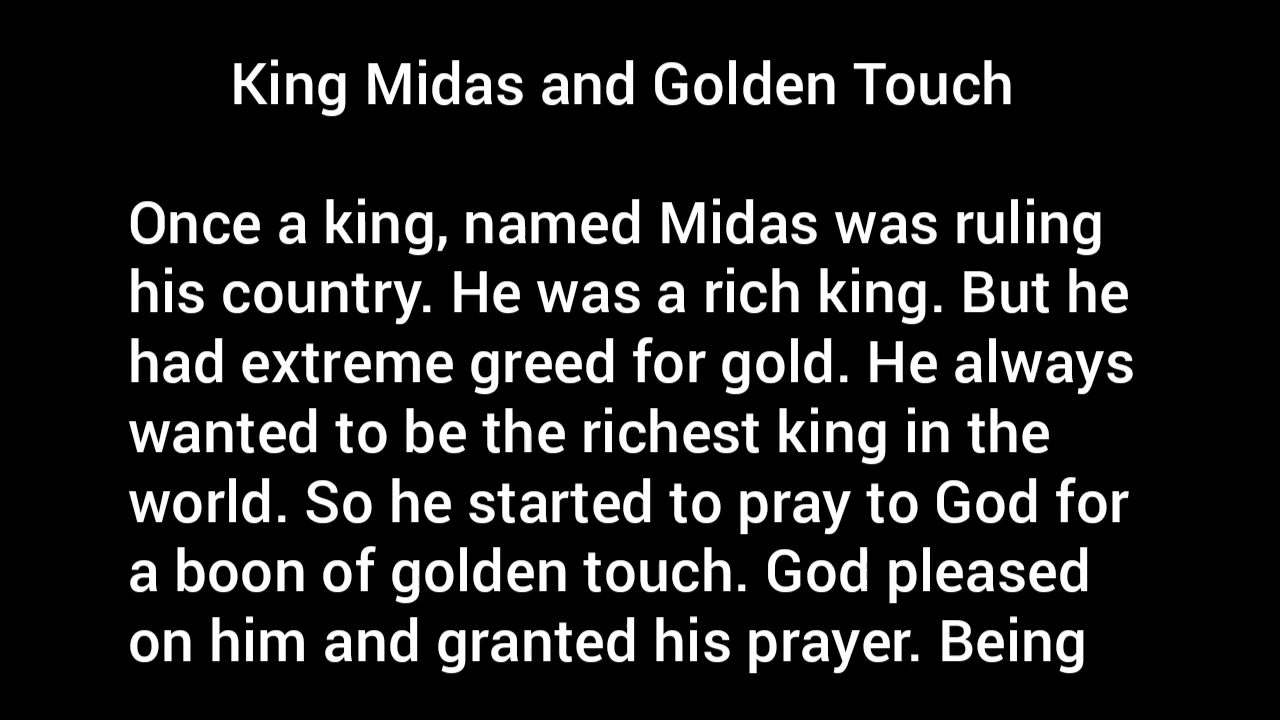 King Midas and Golden Touch
Once a king, named Midas was ruling
his country. He was a rich king. But he
had extreme greed for gold. He always
wanted to be the richest king in the
world. So he started to pray to God for
a boon of golden touch. God pleased
on him and granted his prayer. Being